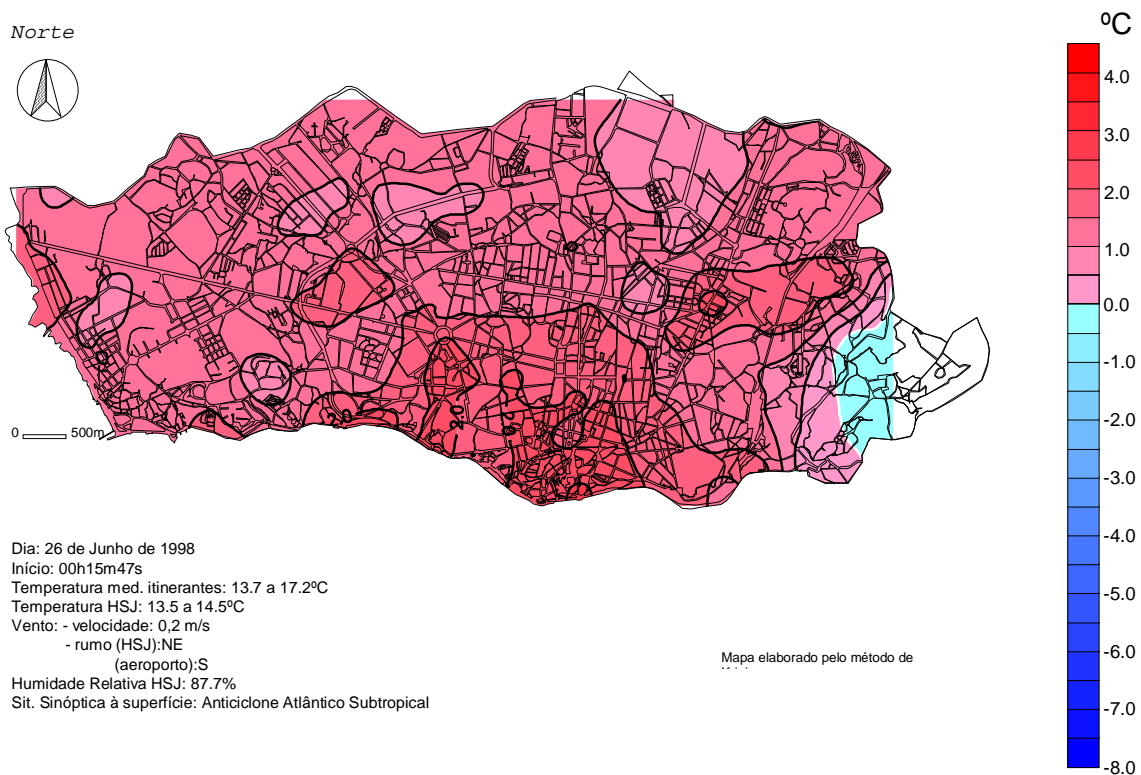 Norte
ºC
4.0
3.0
2.0
1.0
0.0
-1.0
-2.0
-3.0
-4.0
-5.0
-6.0
-7.0
-8.0
2.0
0 500m
Dia: 26 de Junho de 1998
Início: 00h15m47s
Temperatura med. itinerantes: 13.7 a 17.2ºC
Temperatura HSJ: 13.5 a 14.5ºC
Vento: - velocidade: 0,2 m/s
- rumo (HSJ):NE
(aeroporto):S
Humidade Relativa HSJ: 87.7%
Sit. Sinóptica à superfície: Anticiclone Atlântico Subtropical
Mapa elaborado pelo método de